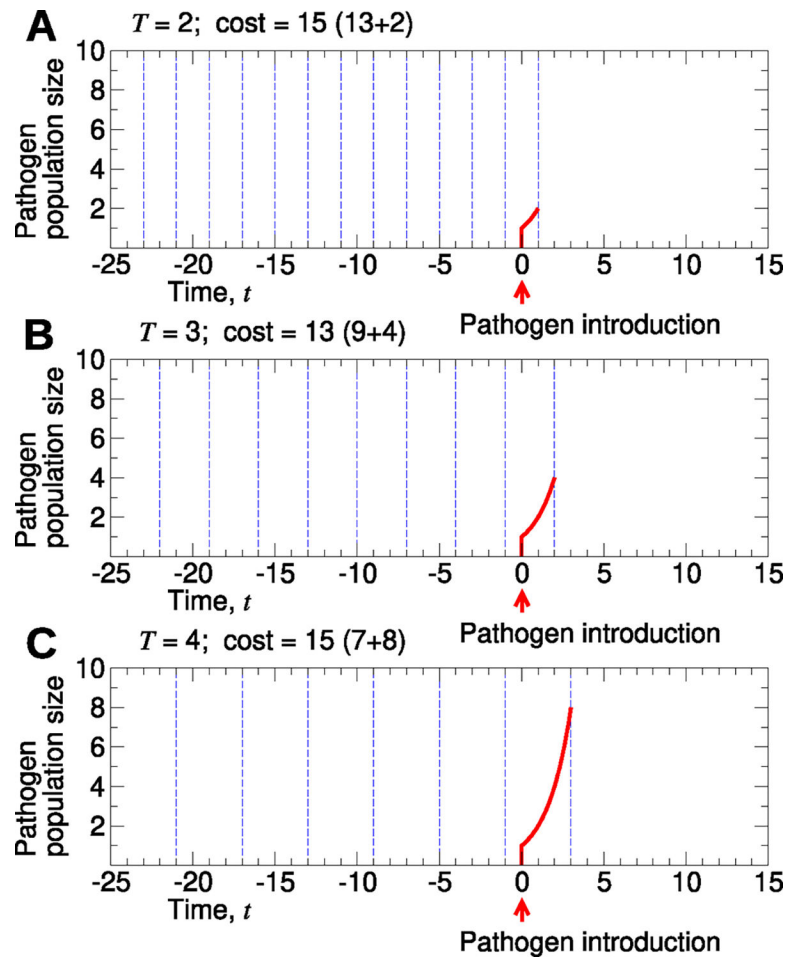 A
T = 2; cost = 15 (13+2)
Pathogen
population size
10
8
6
4
2
-25 -20 -15 -10 -5 0 5 10 15
Time, t
Pathogen introduction
B
T = 3; cost = 13 (9+4)
Pathogen
population size
10
8
6
4
2
-25 -20 -15 -10 -5 0 5 10 15
Time, t
Pathogen introduction
C
T = 4; cost = 15 (7+8)
Pathogen
population size
10
8
6
4
2
-25 -20 -15 -10 -5 0 5 10 15
Time, t
Pathogen introduction